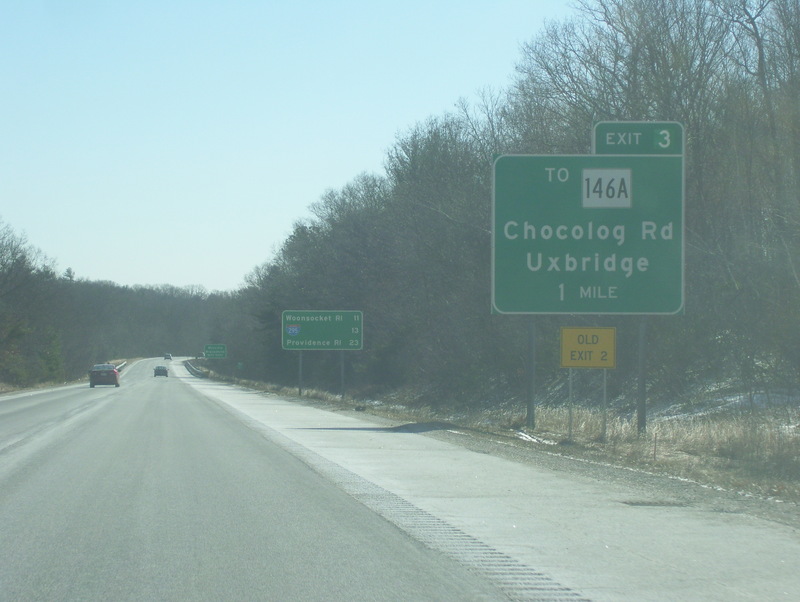 EXIT 3
TO 146A
Chocolog Rd
Uxbridge
1 MILE
OLD
EXIT 2
Woonsocket RI 11
295 13
Providence RI 23